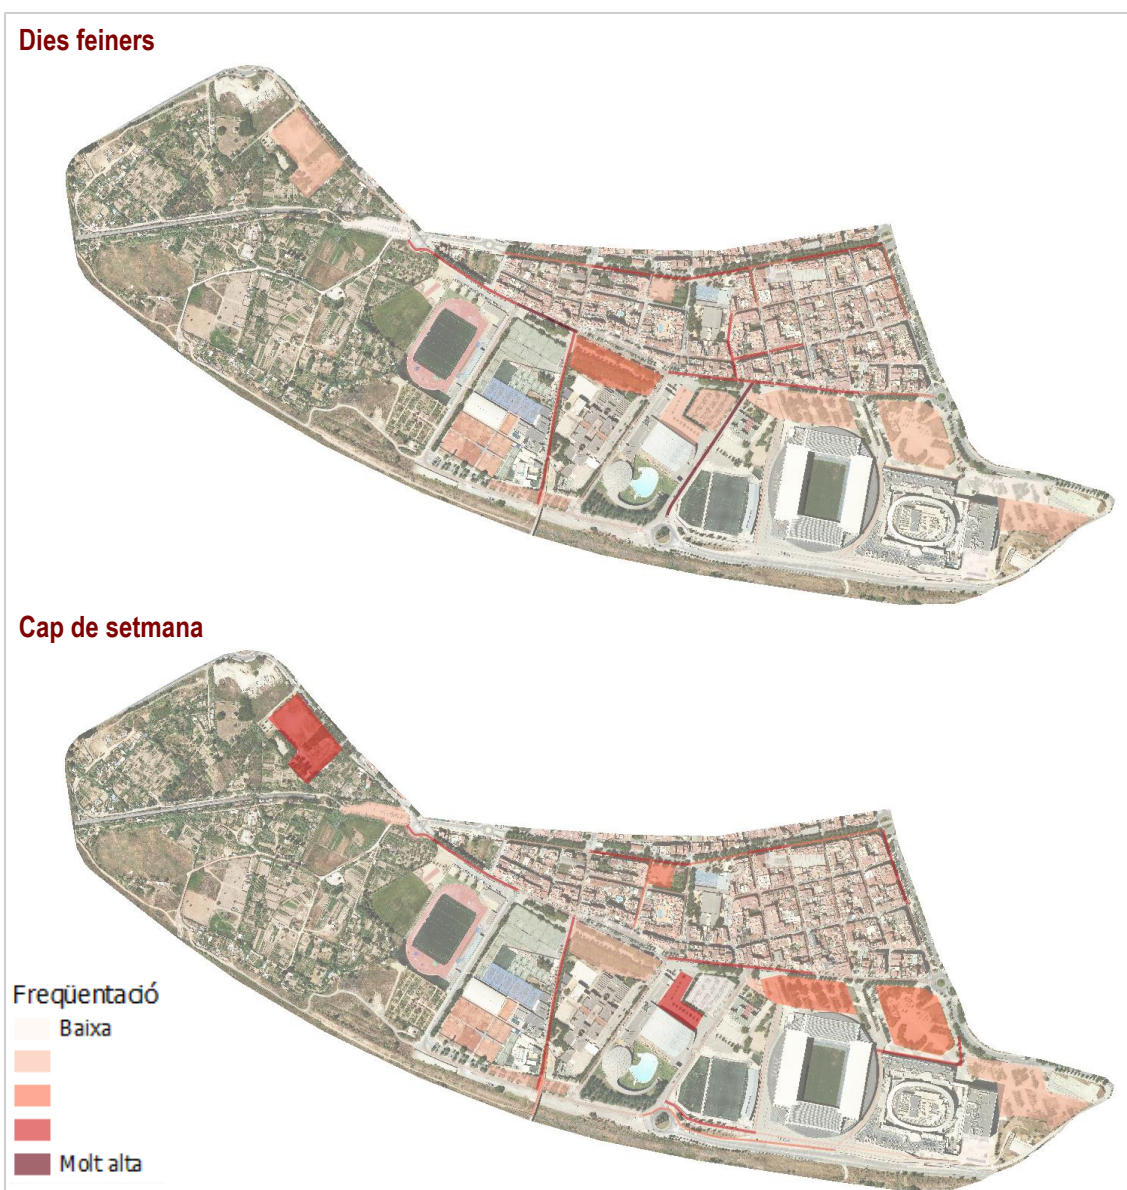 Dies feiners
Cap de setmana
Freqüentació
Baixa
Molt alta